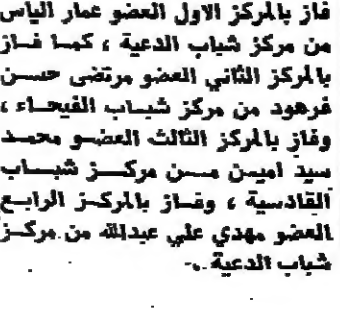 فاز بالمركز الاول العضو عمار الياس
من مركز شباب الدعية ، كما فاز
بالمركز الثاني العضو مرتضى حسن
فرهود من مركز شباب الفيحاء ،
وفاز بالمركز الثالث العضو محمد
سيد امين من مركز شباب
القادسية ، وفاز بالمركز الرابع
العضو مهدي علي عبدالله من مركز
شباب الدعية .-